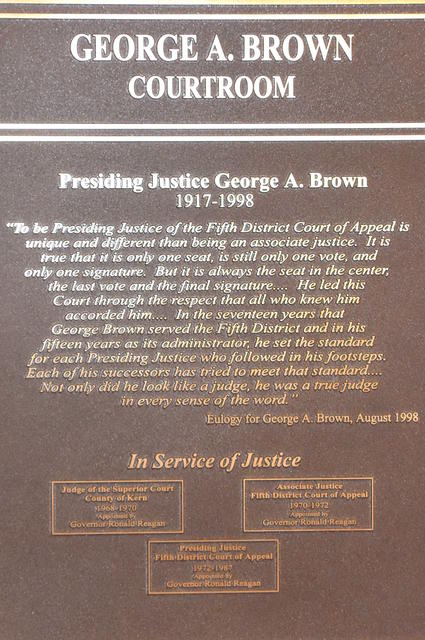 GEORGE A. BROWN
COURTROOM
Presiding Justice George A. Brown
1917-1998
"To be Presiding Justice of the Fifth District Court of Appeal is
unique and different than being an associate justice. It is
true that it is only one seat, is still only one vote, and
only one signature. But it is always the seat in the center,
the last vote and the final signature.... He led this
Court through the respect that all who knew him
accorded him.... In the seventeen years that
George Brown served the Fifth District and in his
fifteen years as its administrator, he set the standard
for each Presiding Justice who followed in his footsteps.
Each of his successors has tried to meet that standard....
Not only did he look like a judge, he was a true judge
in every sense of the word."
Eulogy for George A. Brown, August 1998
In Service of Justice
Judge of the Superior Court
County of Kern
1968-1970
Appointed By
Governor Ronald Reagan
Associate Justice
Fifth District Court of Appeal
1970-1972
Appointed By
Governor Ronald Reagan
Presiding Justice
Fifth District Court of Appeal
1972-1987
Appointed By
Governor Ronald Reagan